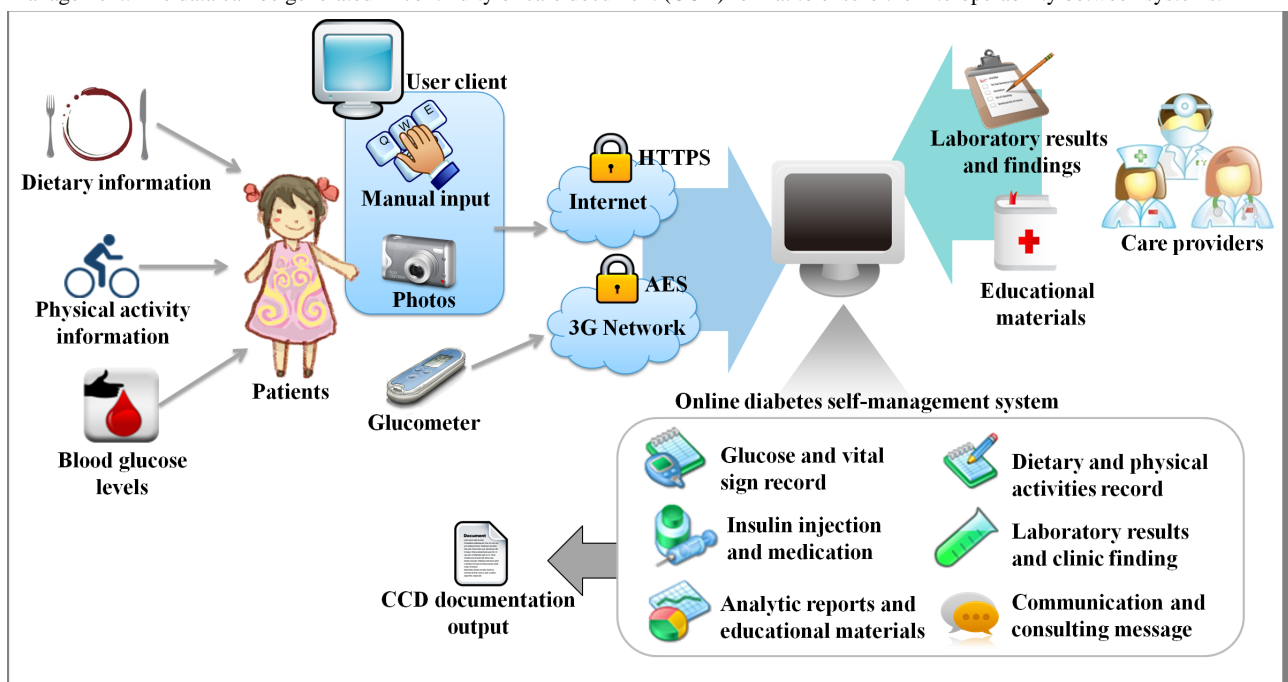 User client
Dietary information
Manual input
HTTPS
Internet
Laboratory results
and findings
Care providers
Physical activity
information
Photos
AES
3G Network
Educational
materials
Patients
Glucometer
Blood glucose
levels
Online diabetes self-management system
Glucose and vital
sign record
Dietary and physical
activities record
Insulin injection
and medication
Laboratory results
and clinic finding
Analytic reports and
educational materials
Communication and
consulting message
Document
CCD documentation
output
Q W E